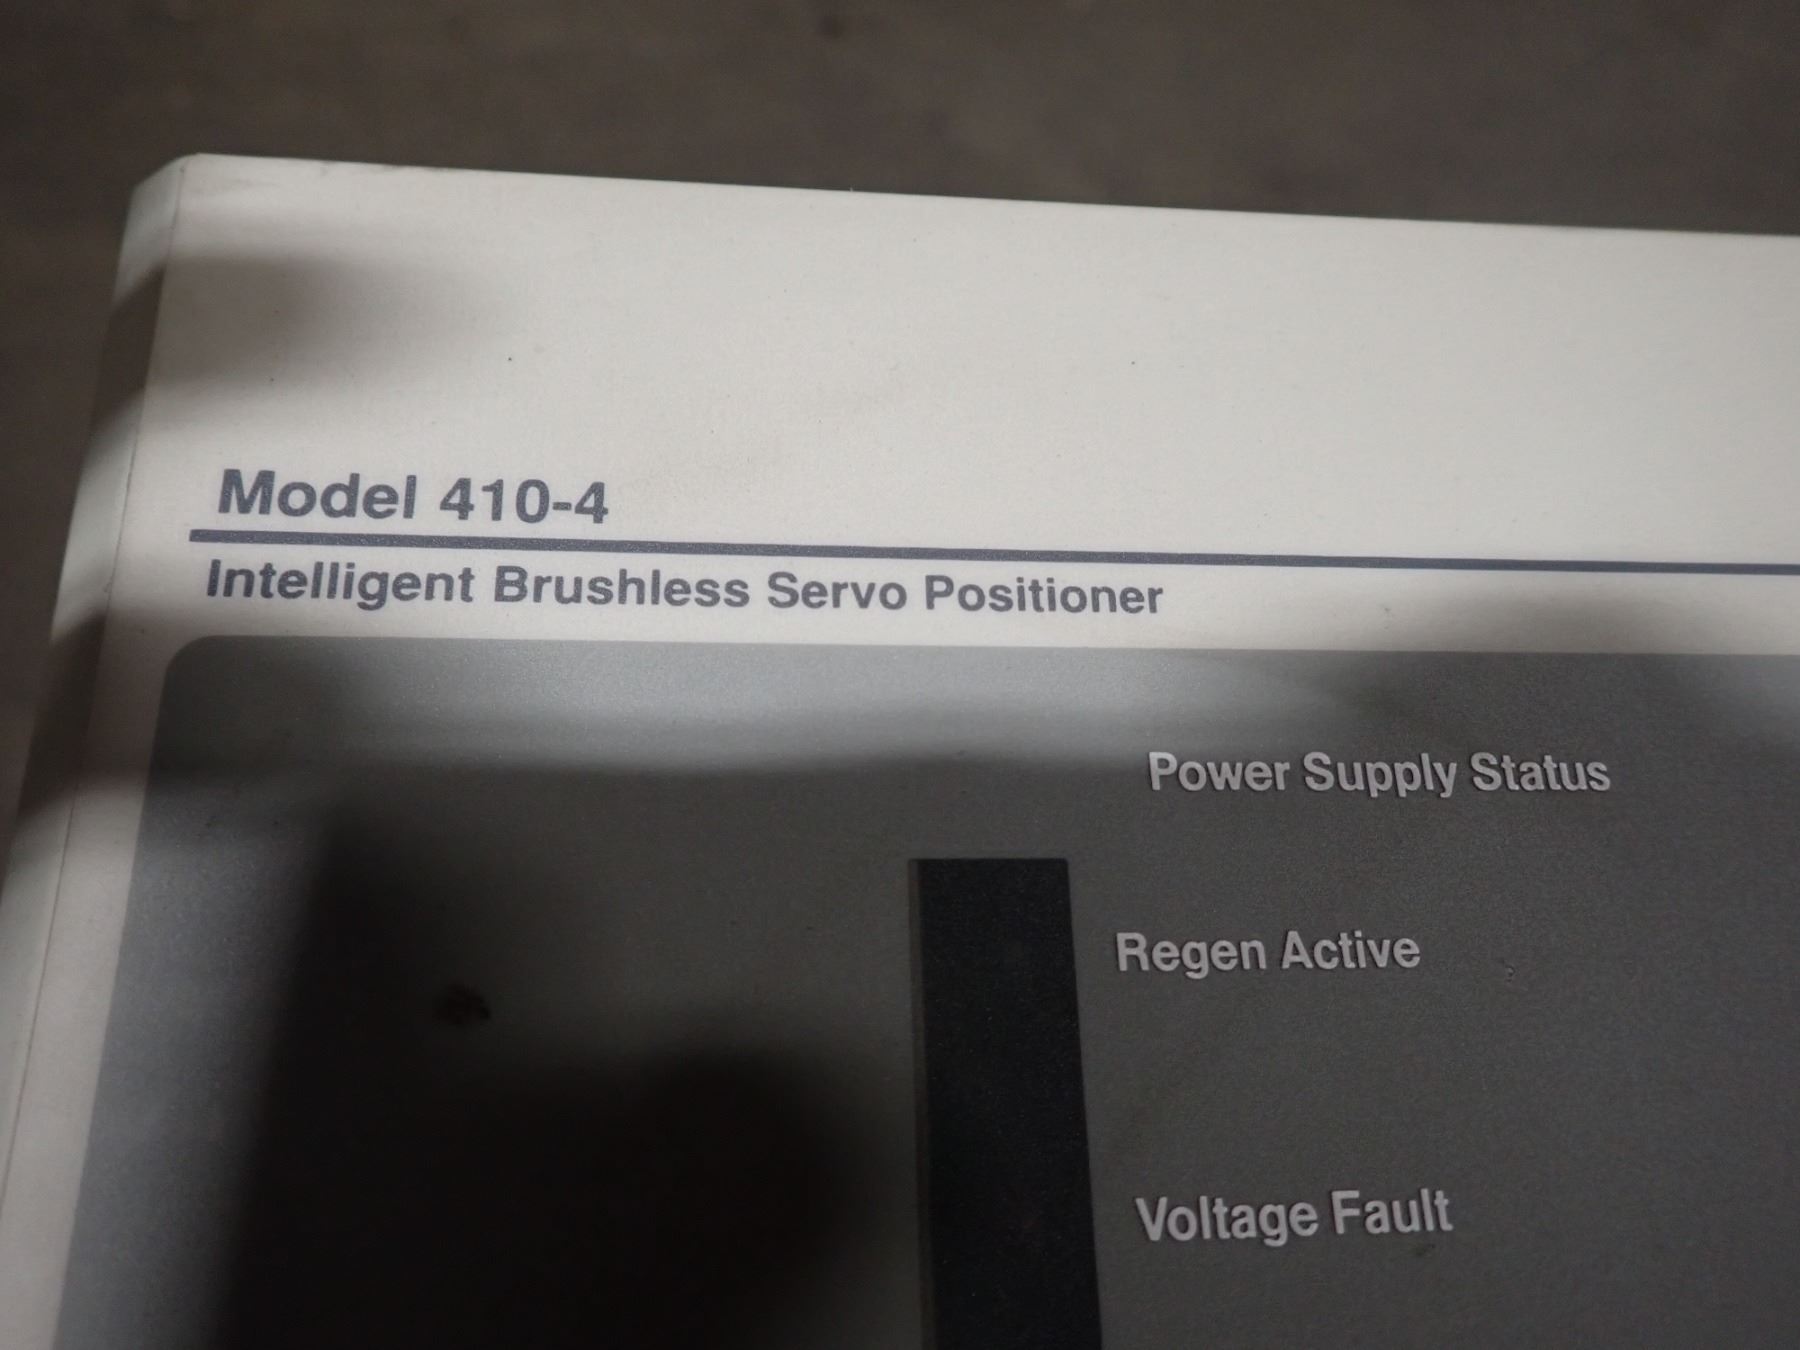 Model 410-4
Intelligent Brushless Servo Positioner
Power Supply Status
Regen Active
Voltage Fault